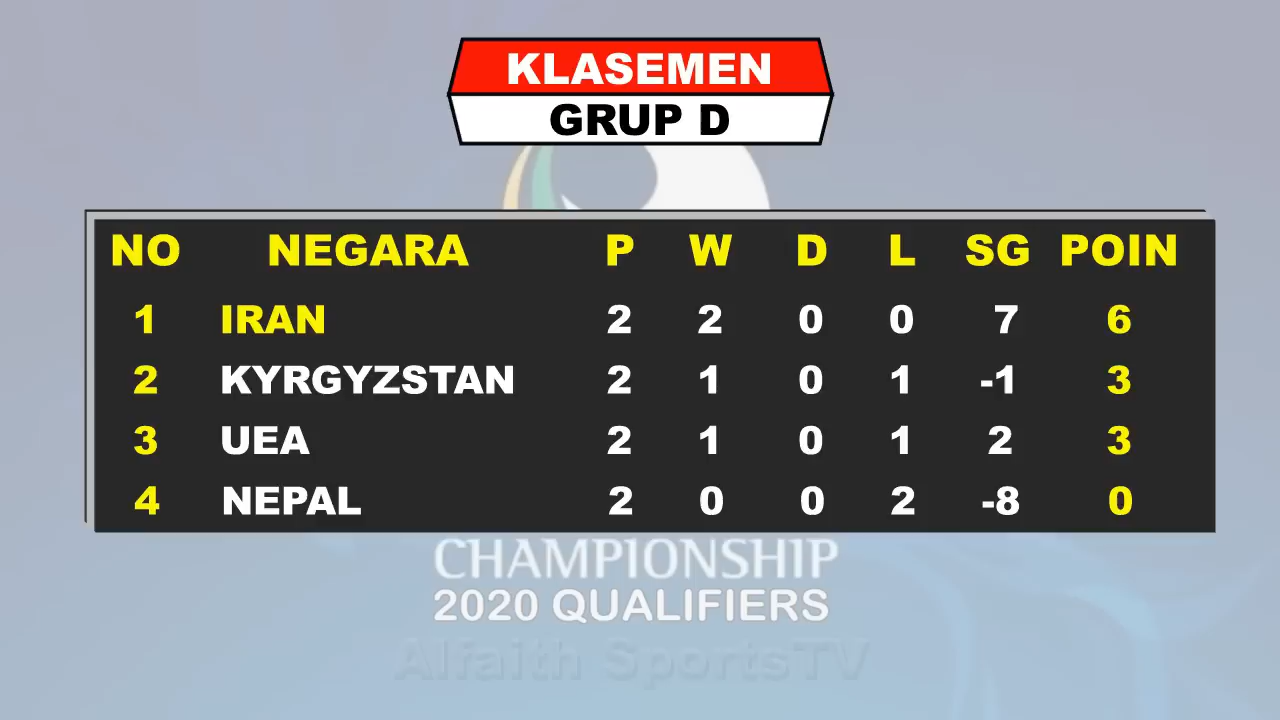 KLASEMEN
GRUP D
NO NEGARA P W D L SG POIN
1 IRAN 2 2 0 0 7 6
2 KYRGYZSTAN 2 1 0 1 -1 3
3 UEA 2 1 0 1 2 3
4 NEPAL 2 0 0 2 -8 0
CHAMPIONSHIP
2020 QUALIFIERS
Alfaith SportsTV